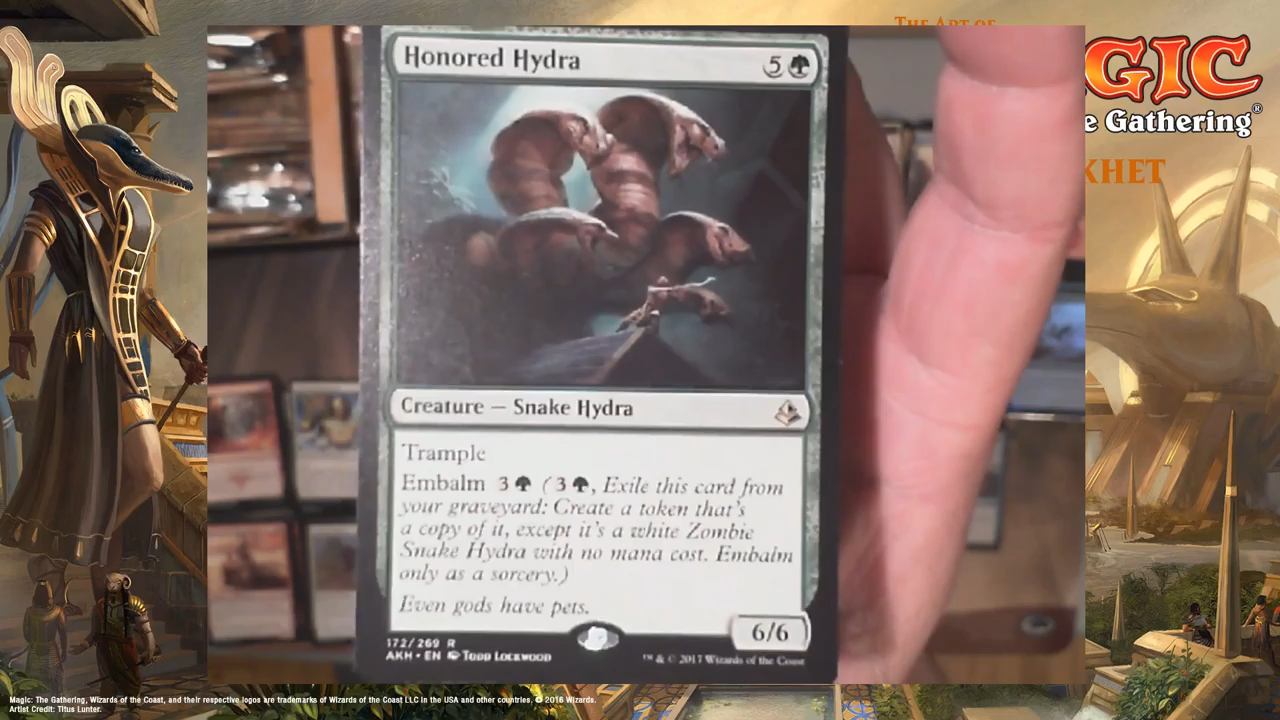 THE ART OF
GIC
e Gathering®
KHET
Honored Hydra 5
Creature — Snake Hydra
Trample
Embalm 3 (3, Exile this card from
your graveyard: Create a token that's
a copy of it, except it's a white Zombie
Snake Hydra with no mana cost. Embalm
only as a sorcery.)
Even gods have pets.
6/6
172/269 R
AKH • EN Todd Lockwood
™ & © 2017 Wizards of the Coast
Magic: The Gathering, Wizards of the Coast, and their respective logos are trademarks of Wizards of the Coast LLC in the USA and other countries. © 2016 Wizards.
Artist Credit: Titus Lunter.